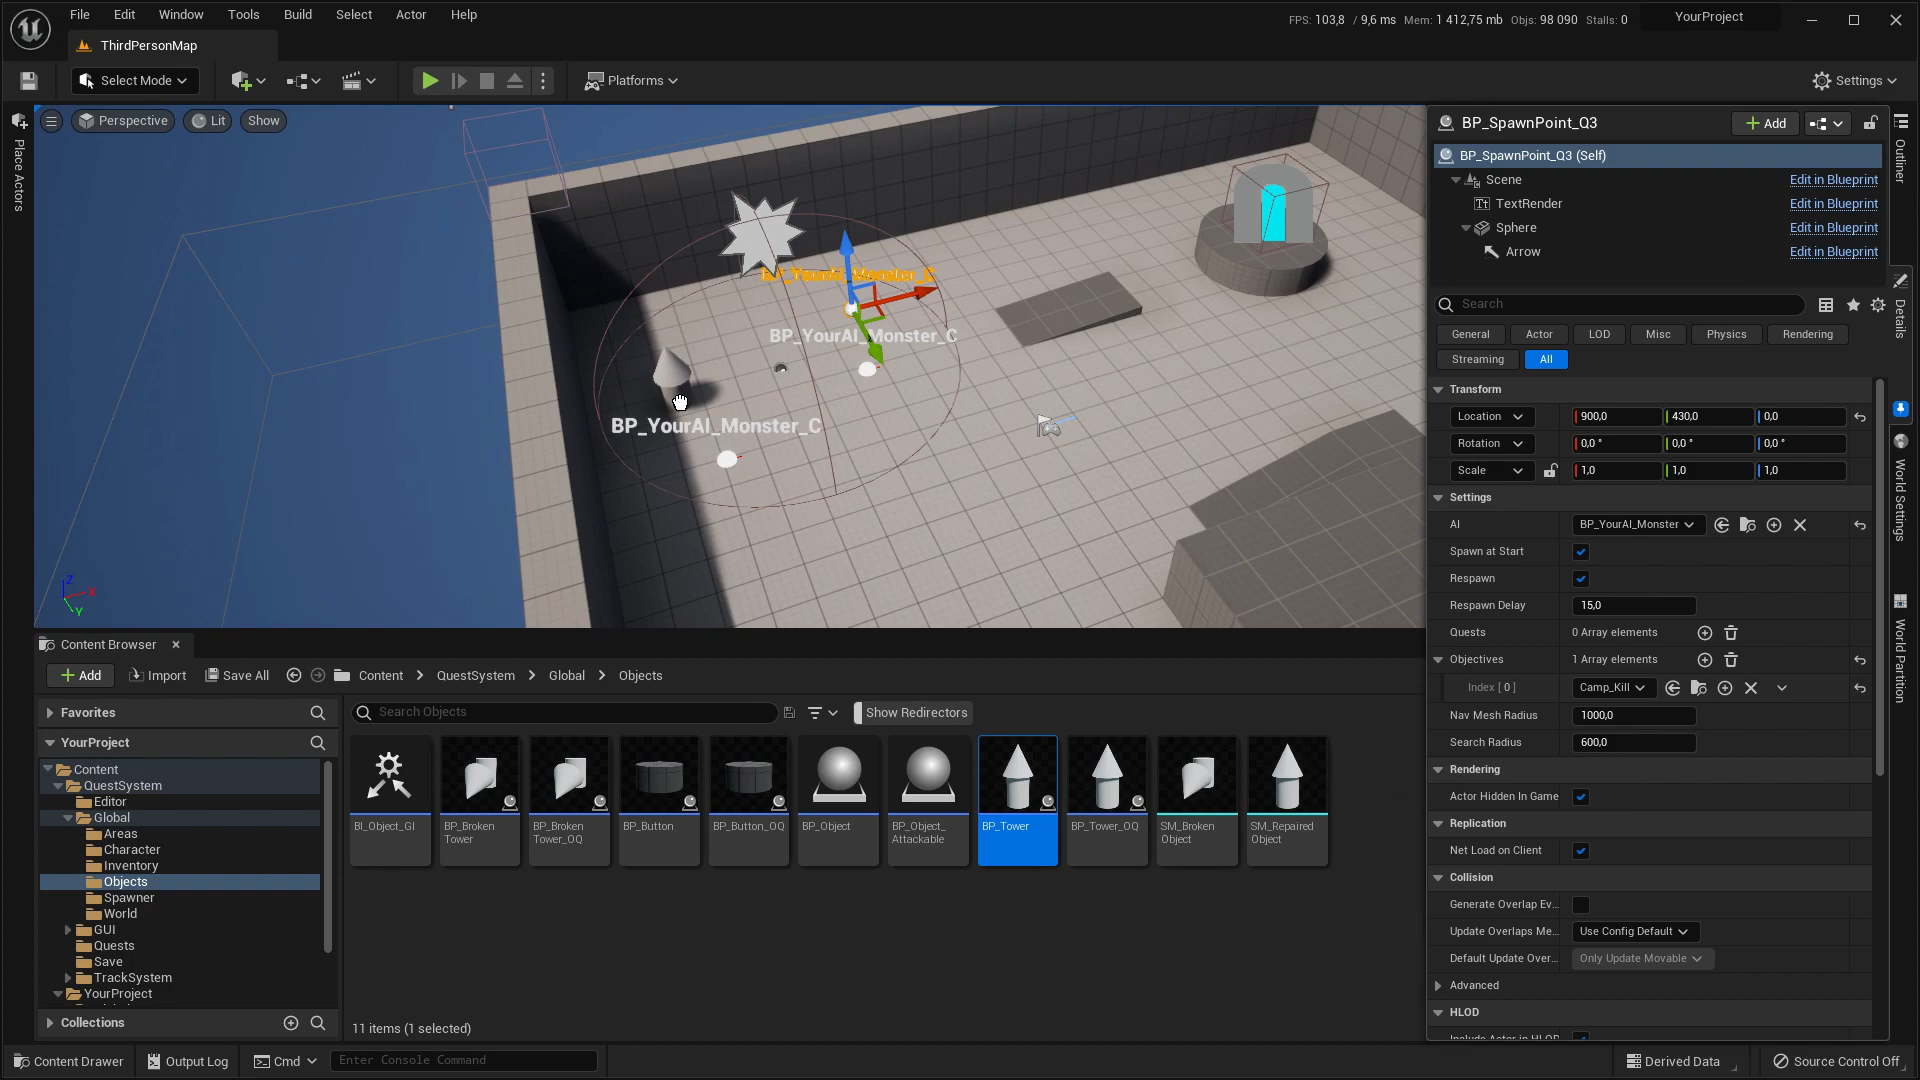 File Edit Window Tools Build Select Actor Help
FPS: 103,8 / 9,6 ms Mem: 1 412,75 mb Objs: 98 090 Stalls: 0
YourProject
ThirdPersonMap
Select Mode
Platforms
Settings
Place Actors
Perspective
Lit
Show
BP_YourAI_Monster_C
BP_YourAI_Monster_C
Z
X
Y
BP_SpawnPoint_Q3
Add
BP_SpawnPoint_Q3 (Self)
Scene Edit in Blueprint
TextRender Edit in Blueprint
Sphere Edit in Blueprint
Arrow Edit in Blueprint
Search
General Actor LOD Misc Physics Rendering
Streaming All
Transform
Location 900,0 430,0 0,0
Rotation 0,0 ° 0,0 ° 0,0 °
Scale 1,0 1,0 1,0
Settings
AI BP_YourAI_Monster
Spawn at Start
Respawn
Respawn Delay 15,0
Quests 0 Array elements
Objectives 1 Array elements
Index [ 0 ] Camp_Kill
Nav Mesh Radius 1000,0
Search Radius 600,0
Rendering
Actor Hidden In Game
Replication
Net Load on Client
Collision
Generate Overlap Ev...
Update Overlaps Me... Use Config Default
Default Update Over... Only Update Movable
Advanced
HLOD
Include Actor in HLOD
Outliner
Details
World Settings
World Partition
Content Browser
Add Import Save All Content QuestSystem Global Objects
Favorites
YourProject
Content
QuestSystem
Editor
Global
Areas
Character
Inventory
Objects
Spawner
World
GUI
Quests
Save
TrackSystem
YourProject
Collections
Search Objects
Show Redirectors
BI_Object_GI
BP_Broken
Tower
BP_Broken
Tower_OQ
BP_Button
BP_Button_OQ
BP_Object
BP_Object_
Attackable
BP_Tower
BP_Tower_OQ
SM_Broken
Object
SM_Repaired
Object
11 items (1 selected)
Content Drawer Output Log Cmd Enter Console Command
Derived Data Source Control Off